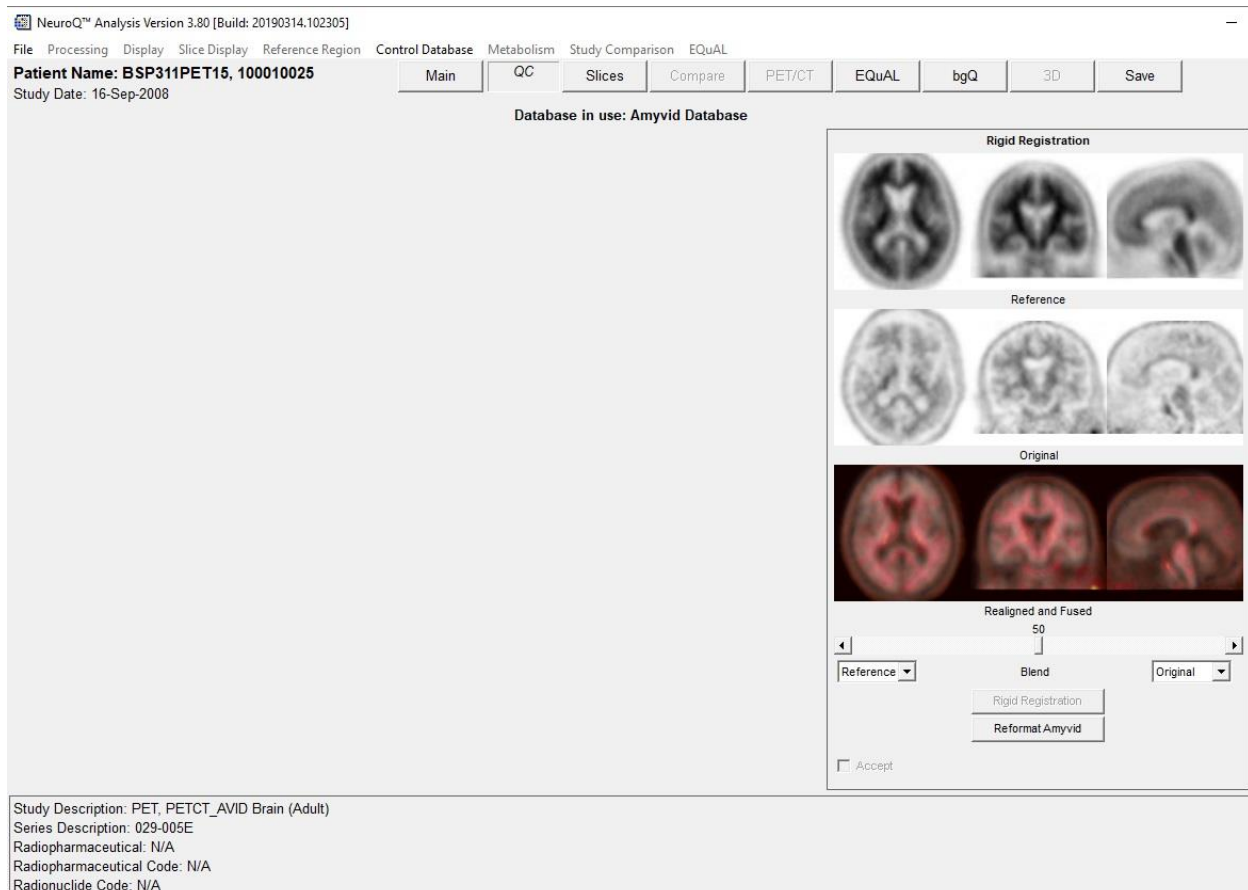 NeuroQ™ Analysis Version 3.80 [Build: 20190314.102305]
File Processing Display Slice Display Reference Region Control Database Metabolism Study Comparison EQuAL
Patient Name: BSP311PET15, 100010025
Study Date: 16-Sep-2008
Main QC Slices Compare PET/CT EQuAL bgQ 3D Save
Database in use: Amyvid Database
Rigid Registration
Reference
Original
Realigned and Fused
50
Reference Blend Original
Rigid Registration
Reformat Amyvid
Accept
Study Description: PET, PETCT_AVID Brain (Adult)
Series Description: 029-005E
Radiopharmaceutical: N/A
Radiopharmaceutical Code: N/A
Radionuclide Code: N/A